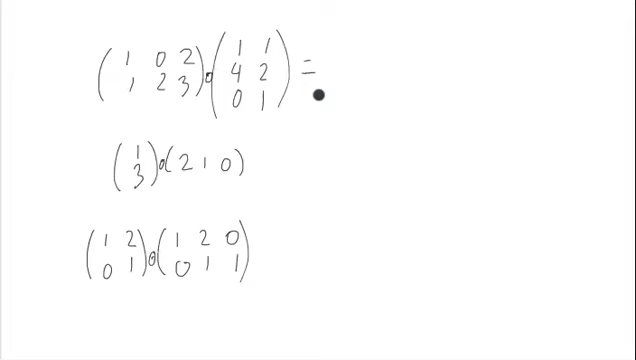 ( 1 0 2 ) ∘ ( 1 1 ) =
( 1 2 3 ) ( 4 2 )
( 0 1 )
( 1 ) ∘ ( 2 1 0 )
( 3 )
( 1 2 ) ∘ ( 1 2 0 )
( 0 1 ) ( 0 1 1 )